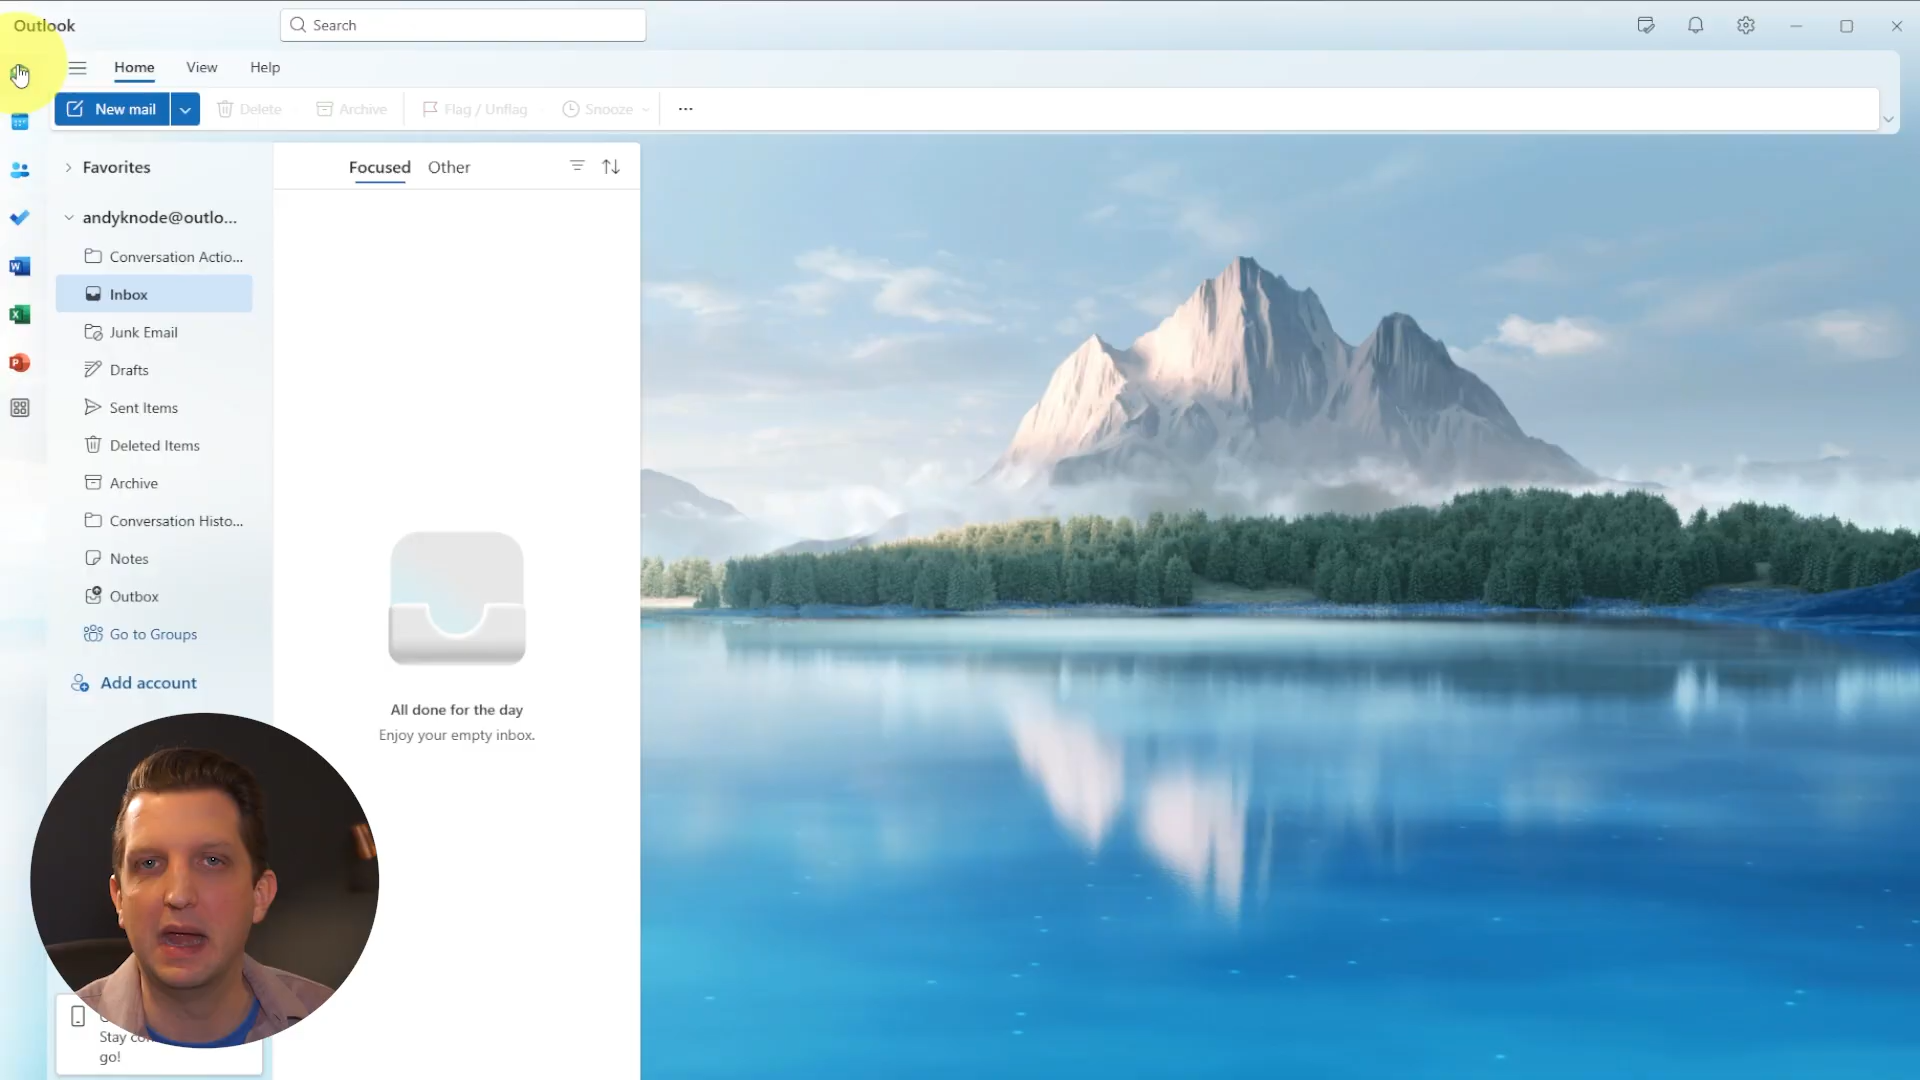 Outlook
Search
Home View Help
New mail Delete Archive Flag / Unflag Snooze ...
Favorites
Focused Other
andyknode@outlo...
Conversation Actio...
Inbox
Junk Email
Drafts
Sent Items
Deleted Items
Archive
Conversation Histo...
Notes
Outbox
Go to Groups
Add account
All done for the day
Enjoy your empty inbox.
Stay
go!